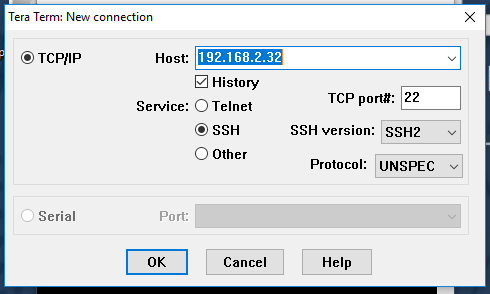 Tera Term: New connection
TCP/IP Host: 192.168.2.32
History
Service: Telnet TCP port#: 22
SSH SSH version: SSH2
Other Protocol: UNSPEC
Serial Port:
OK Cancel Help